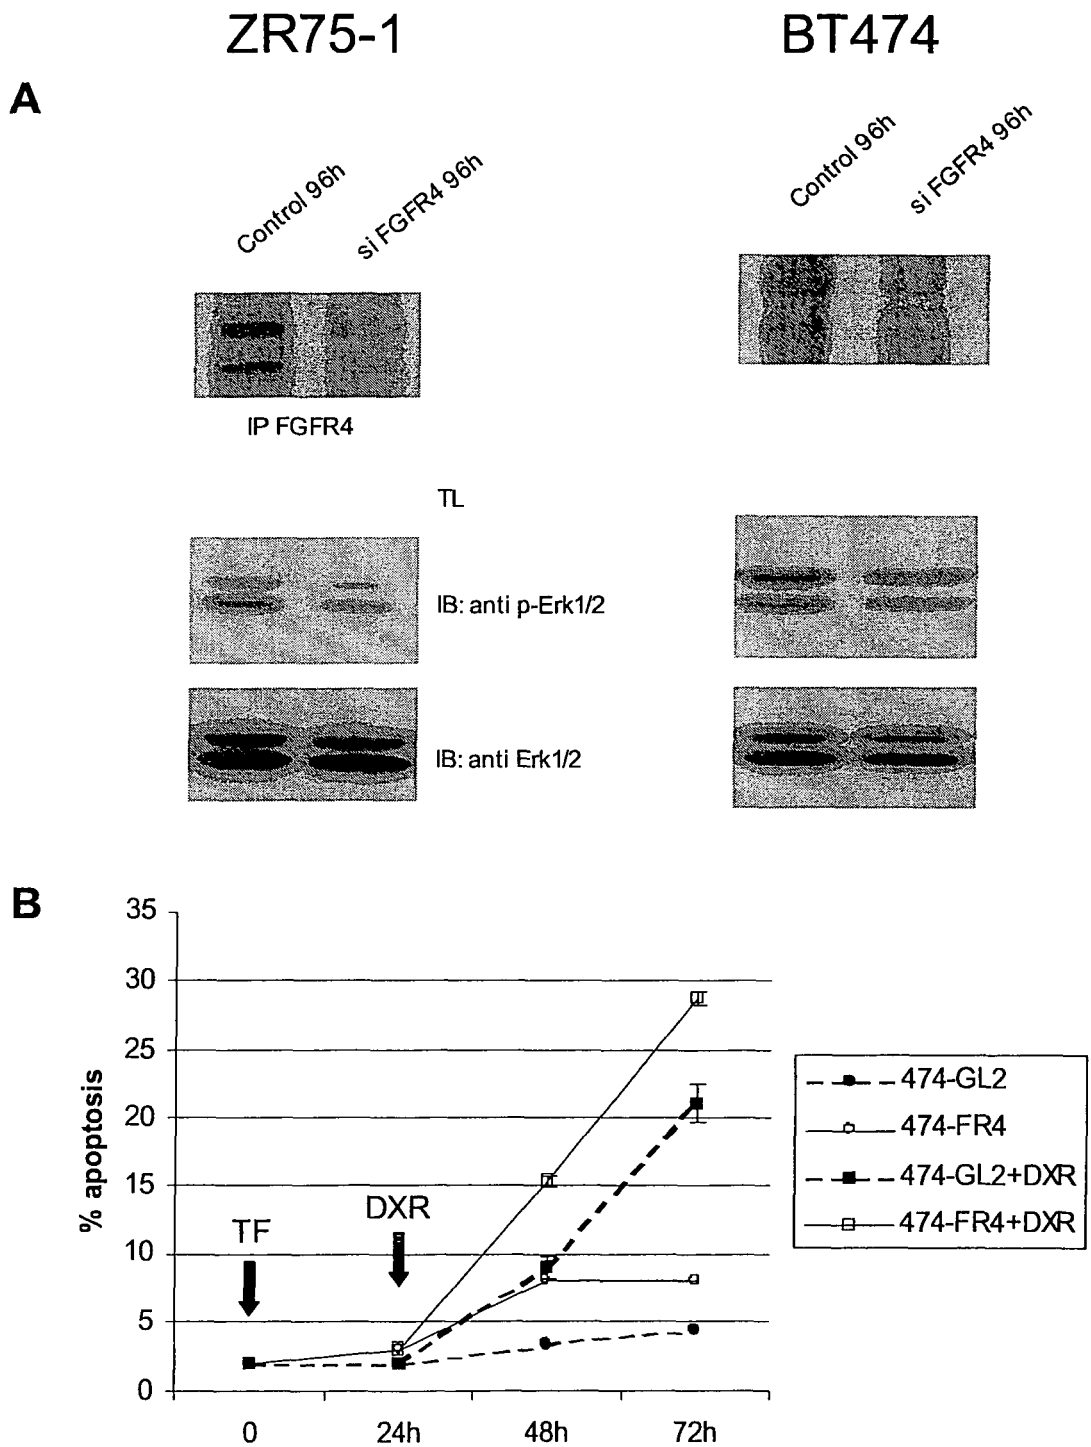 ZR75-1
BT474
A
Control 96h
si FGFR4 96h
Control 96h
si FGFR4 96h
IP FGFR4
TL
IB: anti p-Erk1/2
IB: anti Erk1/2
B
35
30
25
20
15
10
5
0
% apoptosis
TF
DXR
0
24h
48h
72h
474-GL2
474-FR4
474-GL2+DXR
474-FR4+DXR